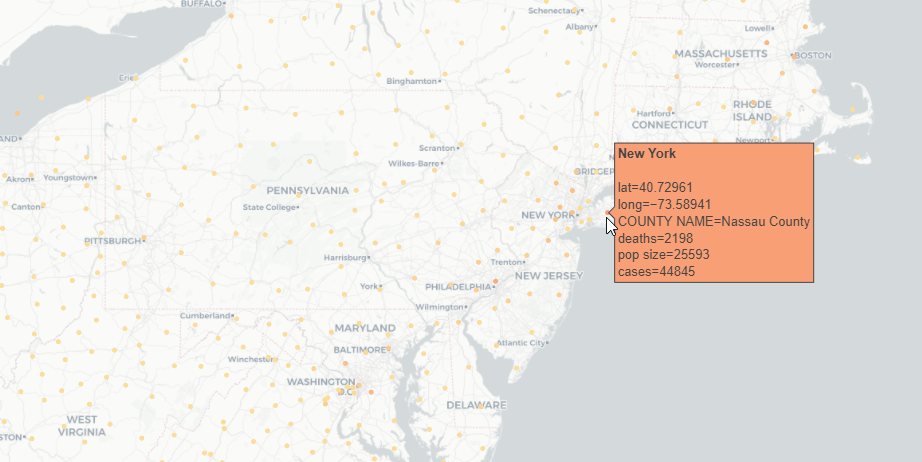 BUFFALO
Schenectady
Albany
Lowell
MASSACHUSETTS
BOSTON
Worcester
Erie
Binghamton
RHODE
ISLAND
Hartford
CONNECTICUT
Newport
Scranton
Wilkes-Barre
BRIDGEP
Akron
Youngstown
Canton
PENNSYLVANIA
State College
NEW YORK
PITTSBURGH
Harrisburg
Trenton
NEW JERSEY
York
PHILADELPHIA
Wilmington
Cumberland
MARYLAND
BALTIMORE
Atlantic City
Winchester
WASHINGTON
D.C.
DELAWARE
WEST
VIRGINIA
STON
LAND
New York
lat=40.72961
long=−73.58941
COUNTY NAME=Nassau County
deaths=2198
pop size=25593
cases=44845